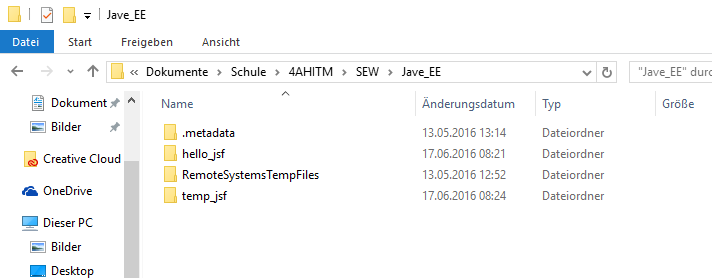 Jave_EE
Datei Start Freigeben Ansicht
Dokumente Schule 4AHITM SEW Jave_EE "Jave_EE" durc
Dokument
Bilder
Creative Cloud
OneDrive
Dieser PC
Bilder
Desktop
Name Änderungsdatum Typ Größe
.metadata 13.05.2016 13:14 Dateiordner
hello_jsf 17.06.2016 08:21 Dateiordner
RemoteSystemsTempFiles 13.05.2016 12:52 Dateiordner
temp_jsf 17.06.2016 08:24 Dateiordner